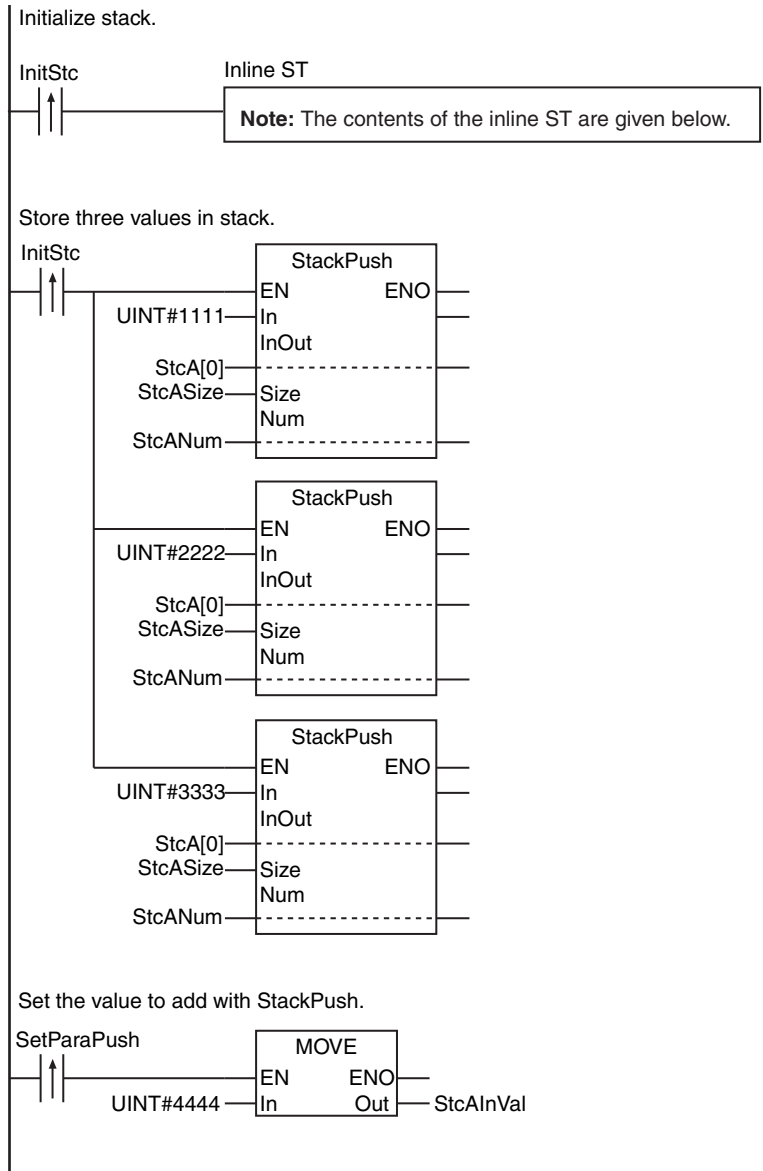 Initialize stack.
InitStc
Inline ST
Note: The contents of the inline ST are given below.
Store three values in stack.
InitStc
StackPush
EN ENO
UINT#1111 In
InOut
StcA[0]
StcASize Size
Num
StcANum
StackPush
EN ENO
UINT#2222 In
InOut
StcA[0]
StcASize Size
Num
StcANum
StackPush
EN ENO
UINT#3333 In
InOut
StcA[0]
StcASize Size
Num
StcANum
Set the value to add with StackPush.
SetParaPush
MOVE
EN ENO
UINT#4444 In Out StcAInVal